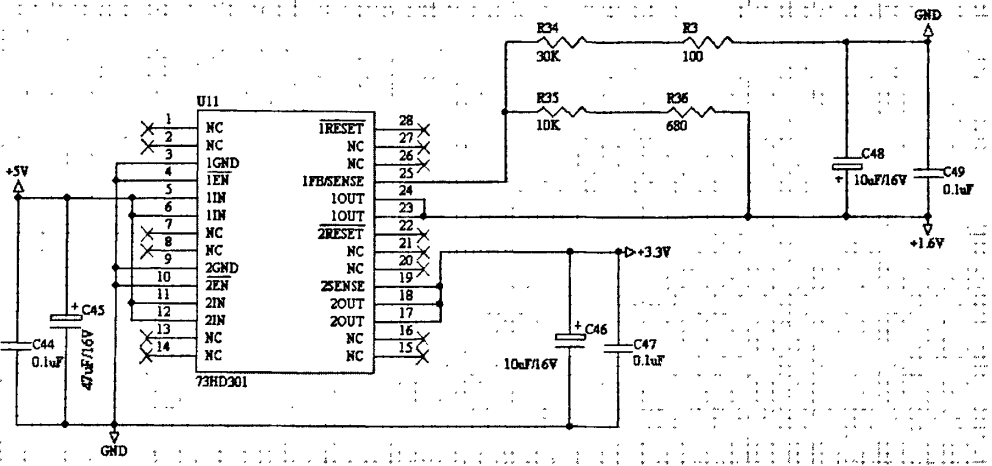 GND
R34
30K
R3
100
R35
10K
R36
680
C48
10uF/16V
+
C49
0.1uF
+1.6V
U11
1 NC 1RESET 28
2 NC NC 27
3 1GND NC 26
4 1EN 1FB/SENSE 25
5 1IN 1OUT 24
6 1IN 1OUT 23
7 NC 2RESET 22
8 NC NC 21
9 2GND NC 20
10 2EN 2SENSE 19
11 2IN 2OUT 18
12 2IN 2OUT 17
13 NC NC 16
14 NC NC 15
73HD301
+5V
+
C45
47uF/16V
C44
0.1uF
GND
+3.3V
+
C46
10uF/16V
C47
0.1uF